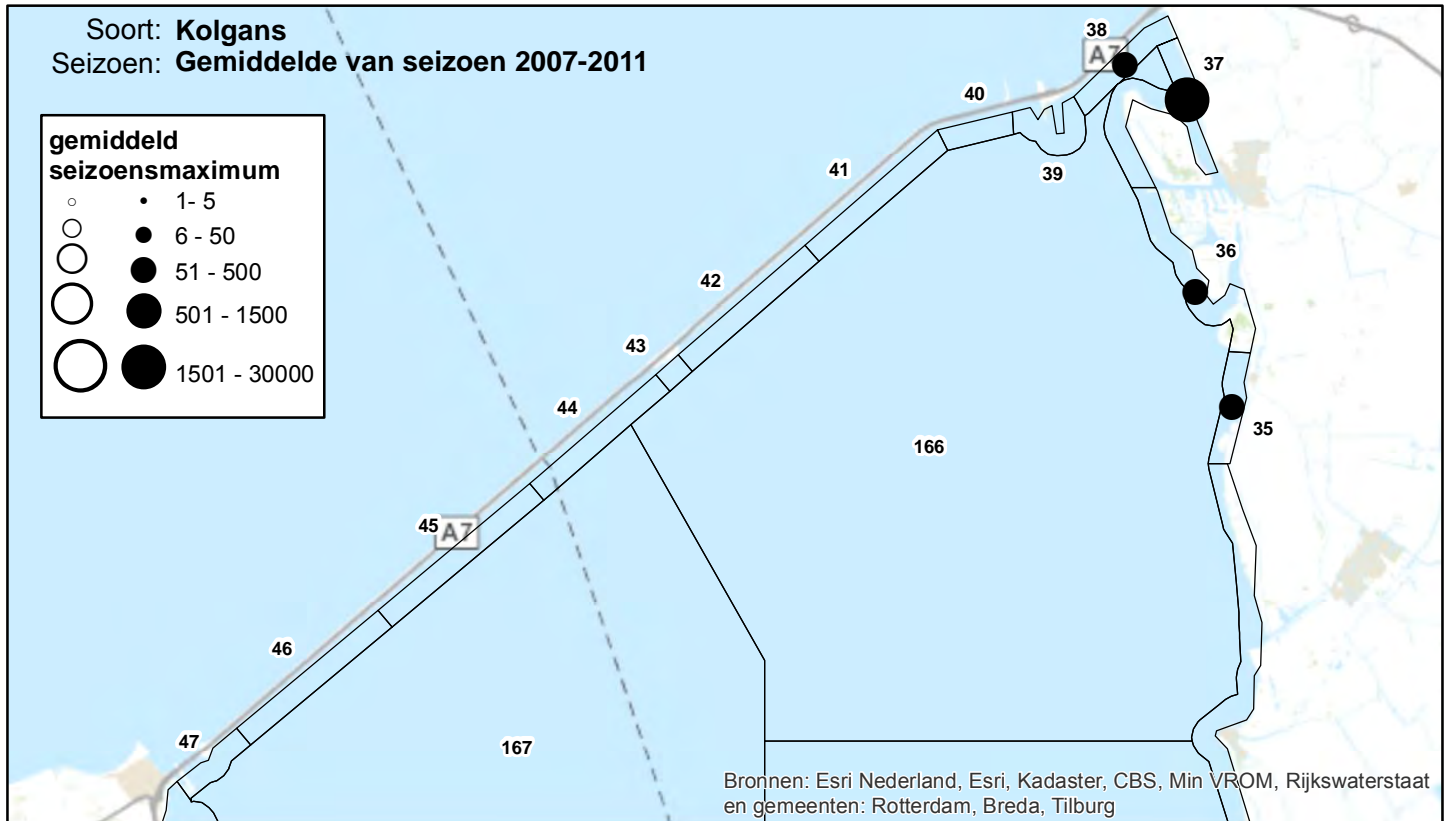 Soort: Kolgans
Seizoen: Gemiddelde van seizoen 2007-2011
gemiddeld
seizoensmaximum
1- 5
6 - 50
51 - 500
501 - 1500
1501 - 30000
38
A7
37
40
41
39
36
42
43
44
35
166
45
A7
46
47
167
Bronnen: Esri Nederland, Esri, Kadaster, CBS, Min VROM, Rijkswaterstaat
en gemeenten: Rotterdam, Breda, Tilburg